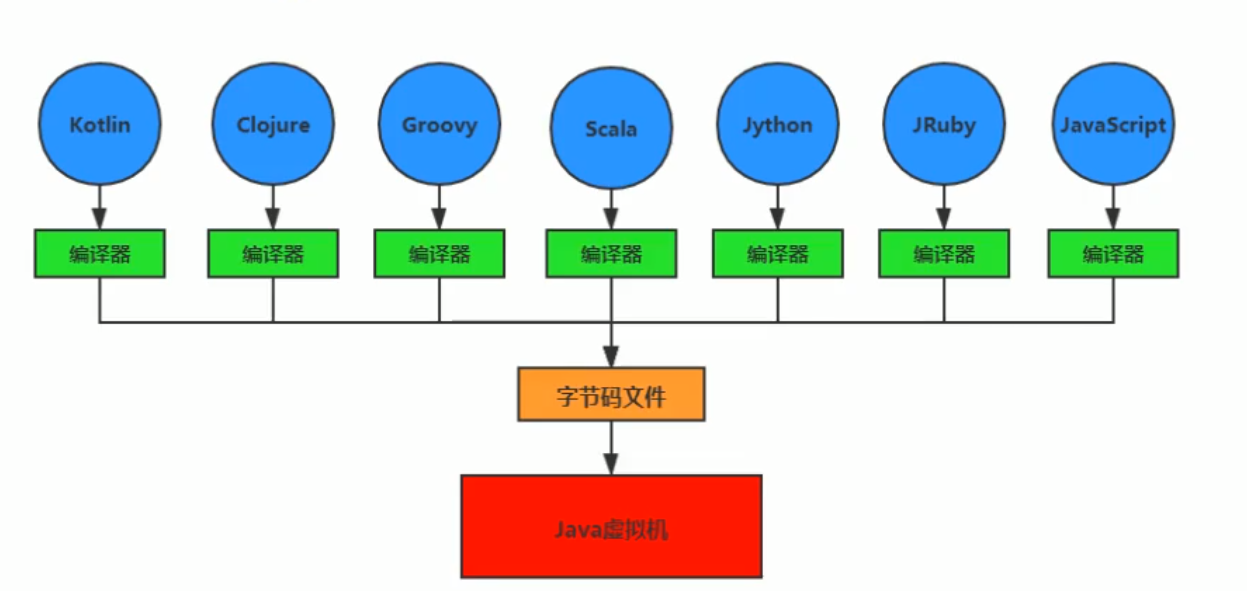 Kotlin
Clojure
Groovy
Scala
Jython
JRuby
JavaScript
编译器
编译器
编译器
编译器
编译器
编译器
编译器
字节码文件
Java虚拟机